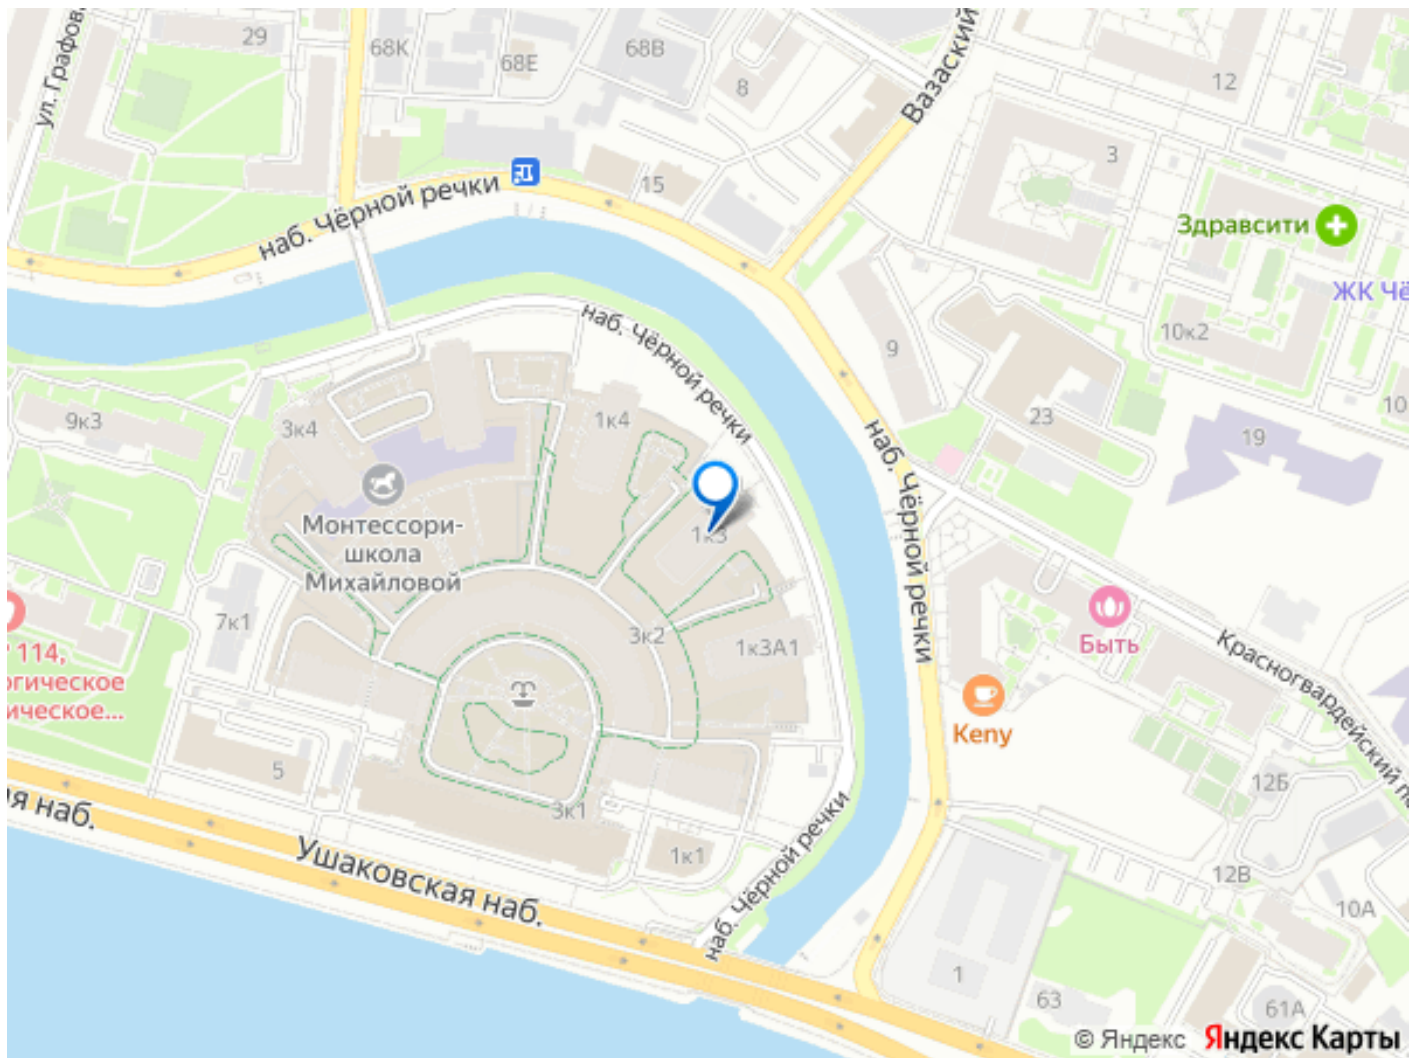 29
68К
68Е
68В
8
12
ул. Графова
Вазаский
3
15
наб. Чёрной речки
Здравсити
ЖК Чё
10к2
наб. Чёрной речки
9
10
9к3
3к4
1к4
23
19
наб. Чёрной речки
Монтессори-
школа
Михайловой
1к3
7к1
3к2
1к3А1
Быть
Красногвардейский п
114,
огическое
ическое...
Keny
5
12Б
3к1
я наб.
Ушаковская наб.
1к1
наб. Чёрной речки
12В
10А
1
63
61А
© Яндекс Яндекс Карты